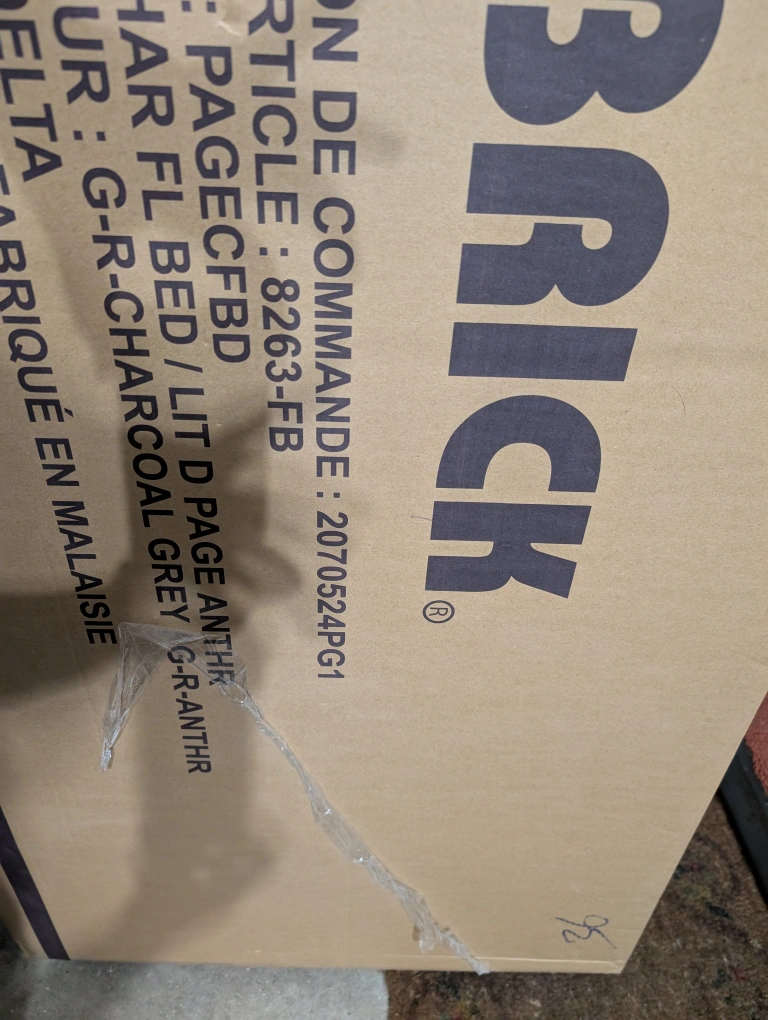 BRICK®
ON DE COMMANDE : 2070524PG1
RTICLE : 8263-FB
: PAGECFBD
HAR FL BED / LIT D PAGE ANTHR
UR : G-R-CHARCOAL GREY G-R-ANTHR
DELTA
FABRIQUÉ EN MALAISIE